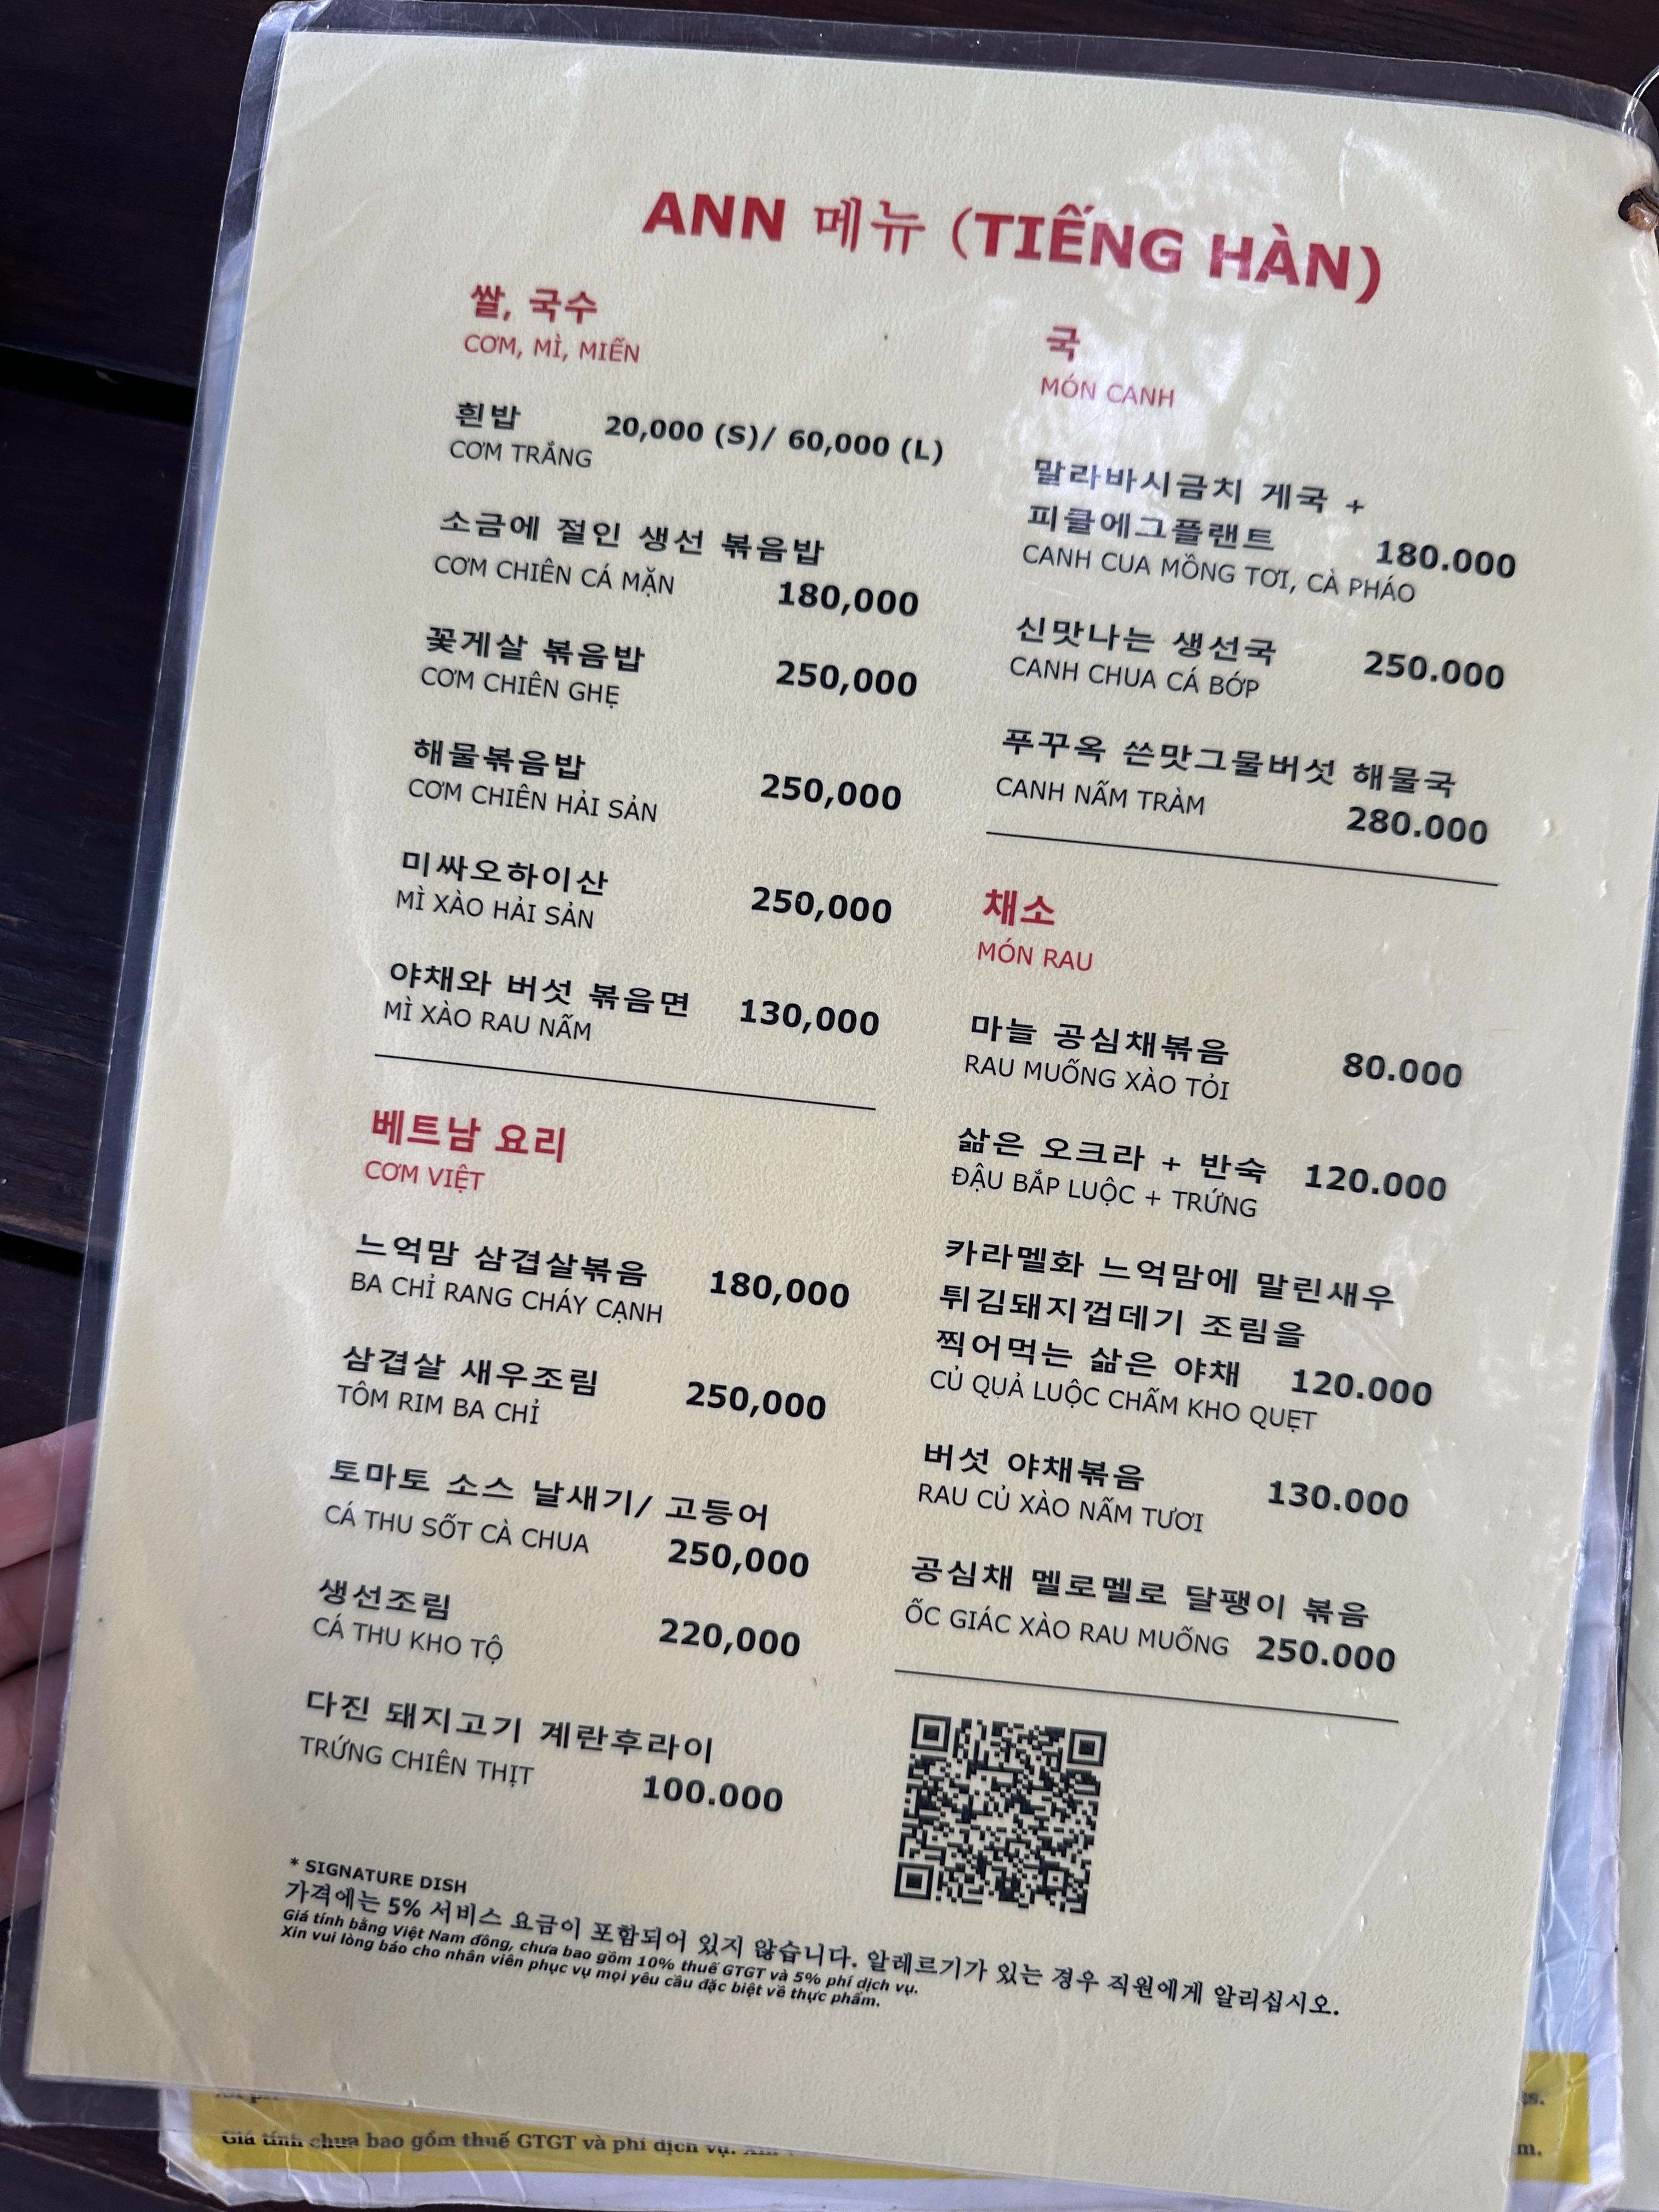 ANN 메뉴 (TIẾNG HÀN)
쌀, 국수
CƠM, MÌ, MIẾN
흰밥 20,000 (S)/ 60,000 (L)
CƠM TRẮNG
소금에 절인 생선 볶음밥
CƠM CHIÊN CÁ MẶN 180,000
꽃게살 볶음밥 250,000
CƠM CHIÊN GHẸ
해물볶음밥 250,000
CƠM CHIÊN HẢI SẢN
미싸오하이산 250,000
MÌ XÀO HẢI SẢN
야채와 버섯 볶음면 130,000
MÌ XÀO RAU NẤM
베트남 요리
CƠM VIỆT
느억맘 삼겹살볶음 180,000
BA CHỈ RANG CHÁY CẠNH
삼겹살 새우조림 250,000
TÔM RIM BA CHỈ
토마토 소스 날새기/ 고등어
CÁ THU SỐT CÀ CHUA 250,000
생선조림 220,000
CÁ THU KHO TỘ
다진 돼지고기 계란후라이
TRỨNG CHIÊN THỊT 100.000
국
MÓN CANH
말라바시금치 게국 +
피클에그플랜트 180.000
CANH CUA MỒNG TƠI, CÀ PHÁO
신맛나는 생선국 250.000
CANH CHUA CÁ BỚP
푸꾸옥 쓴맛그물버섯 해물국
CANH NẤM TRÀM 280.000
채소
MÓN RAU
마늘 공심채볶음 80.000
RAU MUỐNG XÀO TỎI
삶은 오크라 + 반숙 120.000
ĐẬU BẮP LUỘC + TRỨNG
카라멜화 느억맘에 말린새우
튀김돼지껍데기 조림을
찍어먹는 삶은 야채 120.000
CỦ QUẢ LUỘC CHẤM KHO QUẸT
버섯 야채볶음 130.000
RAU CỦ XÀO NẤM TƯƠI
공심채 멜로멜로 달팽이 볶음
ỐC GIÁC XÀO RAU MUỐNG 250.000
* SIGNATURE DISH
가격에는 5% 서비스 요금이 포함되어 있지 않습니다. 알레르기가 있는 경우 직원에게 알리십시오.
Giá tính bằng Việt Nam đồng, chưa bao gồm 10% thuế GTGT và 5% phí dịch vụ.
Xin vui lòng báo cho nhân viên phục vụ mọi yêu cầu đặc biệt về thực phẩm.
Giá tính chưa bao gồm thuế GTGT và phí dịch vụ.